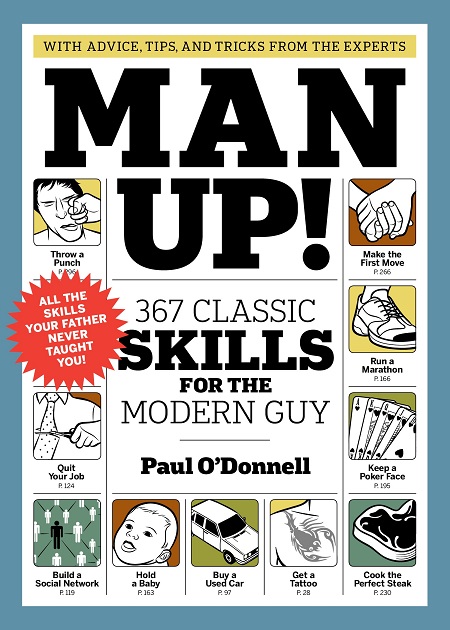 WITH ADVICE, TIPS, AND TRICKS FROM THE EXPERTS
MAN
UP!
Throw a
Punch
Make the
First Move
P. 266
ALL THE
SKILLS
YOUR FATHER
NEVER
TAUGHT
YOU!
367 CLASSIC
SKILLS
FOR THE
MODERN GUY
Run a
Marathon
P. 166
Paul O'Donnell
Quit
Your Job
P. 124
Keep a
Poker Face
P. 195
Build a
Social Network
P. 119
Hold
a Baby
P. 163
Buy a
Used Car
P. 97
Get a
Tattoo
P. 28
Cook the
Perfect Steak
P. 230